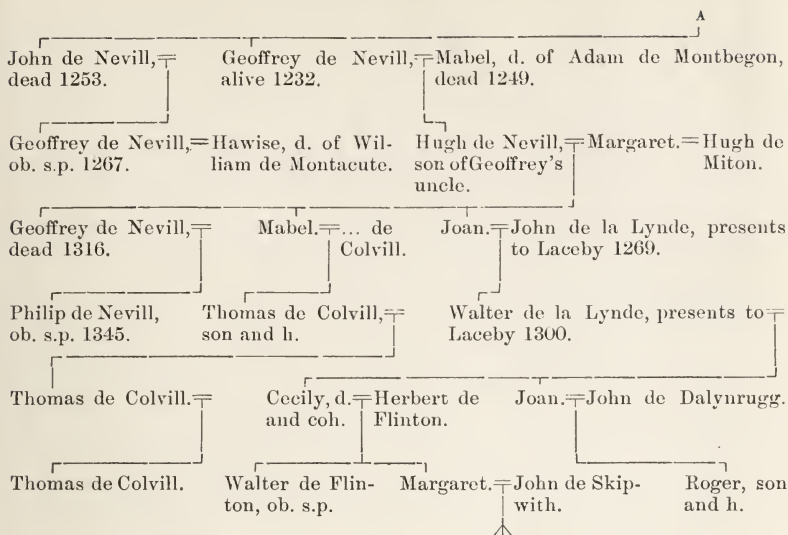 A
John de Nevill, Geoffrey de Nevill, Mabel, d. of Adam de Montbegon,
dead 1253. alive 1232. dead 1249.
Geoffrey de Nevill, Hawise, d. of Wil- Hugh de Nevill, Margaret. Hugh de
ob. s.p. 1267. liam de Montacute. son of Geoffrey's Miton.
uncle.
Geoffrey de Nevill, Mabel. ... de Joan. John de la Lynde, presents
dead 1316. Colvill. to Laceby 1269.
Philip de Nevill, Thomas de Colvill, Walter de la Lynde, presents to
ob. s.p. 1345. son and h. Laceby 1300.
Thomas de Colvill. Cecily, d. Herbert de Joan. John de Dalynrugg.
and coh. Flinton.
Thomas de Colvill. Walter de Flin- Margaret. John de Skip- Roger, son
ton, ob. s.p. with. and h.